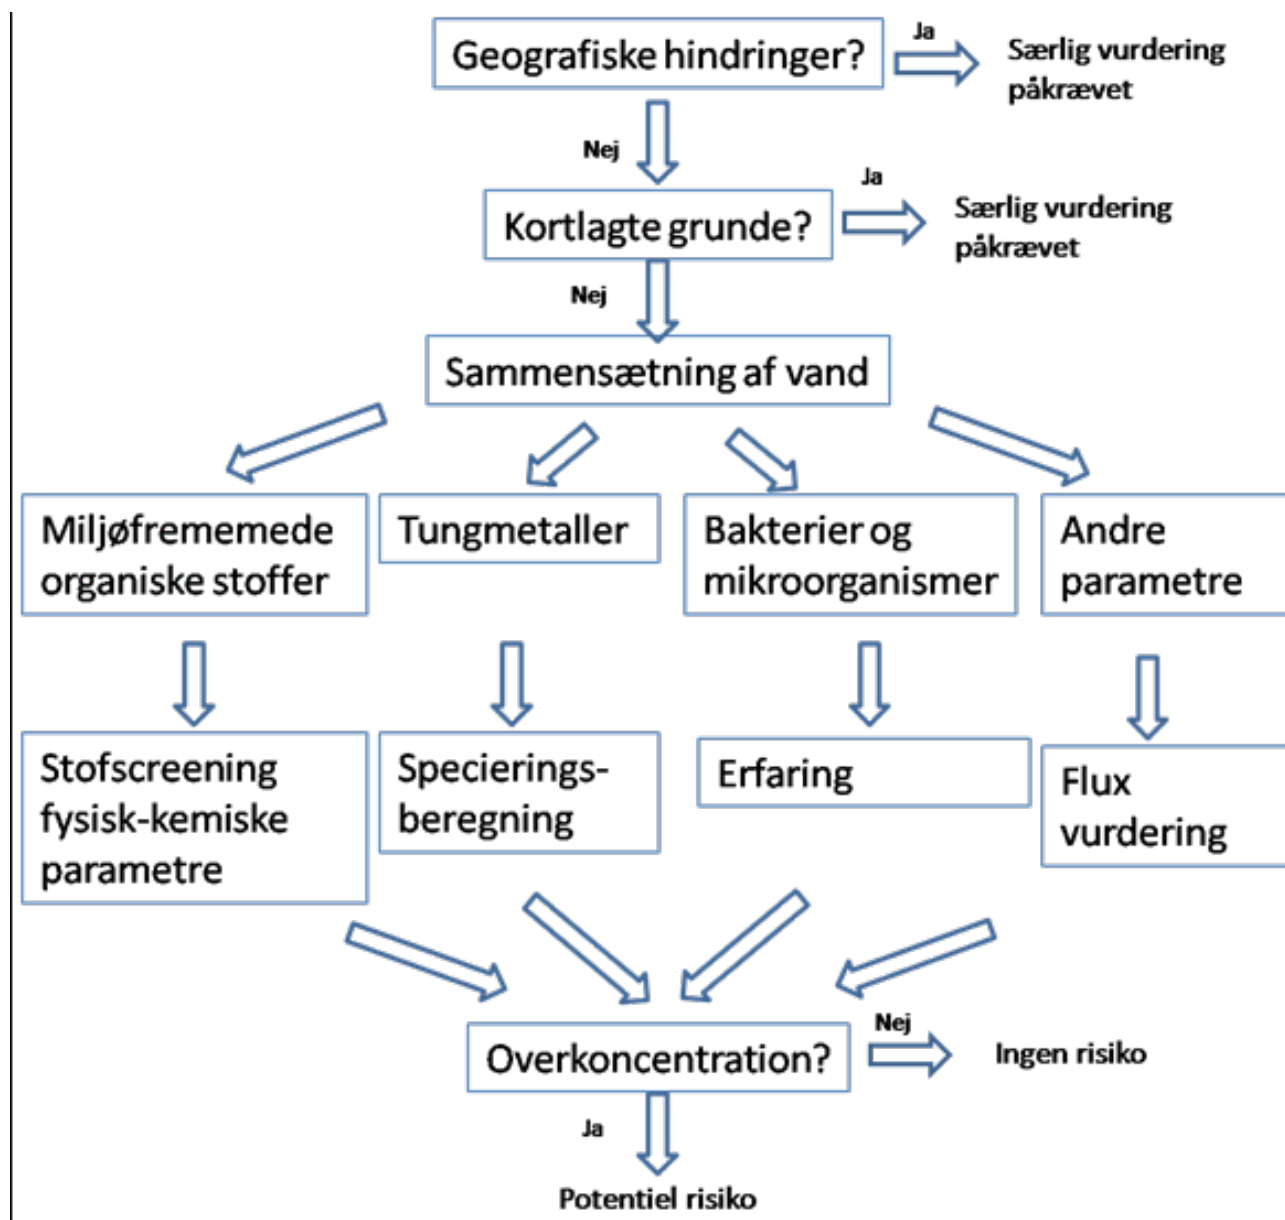 Geografiske hindringer?
Ja
Særlig vurdering
påkrævet
Nej
Kortlagte grunde?
Ja
Særlig vurdering
påkrævet
Nej
Sammensætning af vand
Miljøfrememede
organiske stoffer
Tungmetaller
Bakterier og
mikroorganismer
Andre
parametre
Stofscreening
fysisk-kemiske
parametre
Specierings-
beregning
Erfaring
Flux
vurdering
Overkoncentration?
Nej
Ingen risiko
Ja
Potentiel risiko